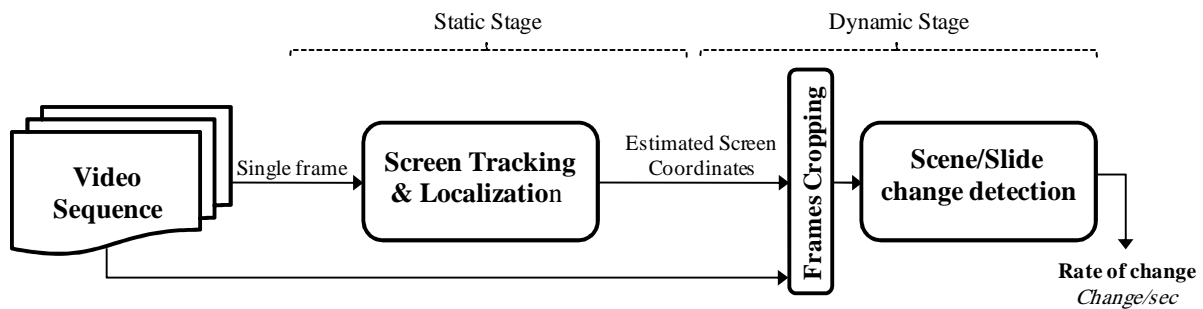 Static Stage
Dynamic Stage
Video
Sequence
Single frame
Screen Tracking
& Localization
Estimated Screen
Coordinates
Frames Cropping
Scene/Slide
change detection
Rate of change
Change/sec